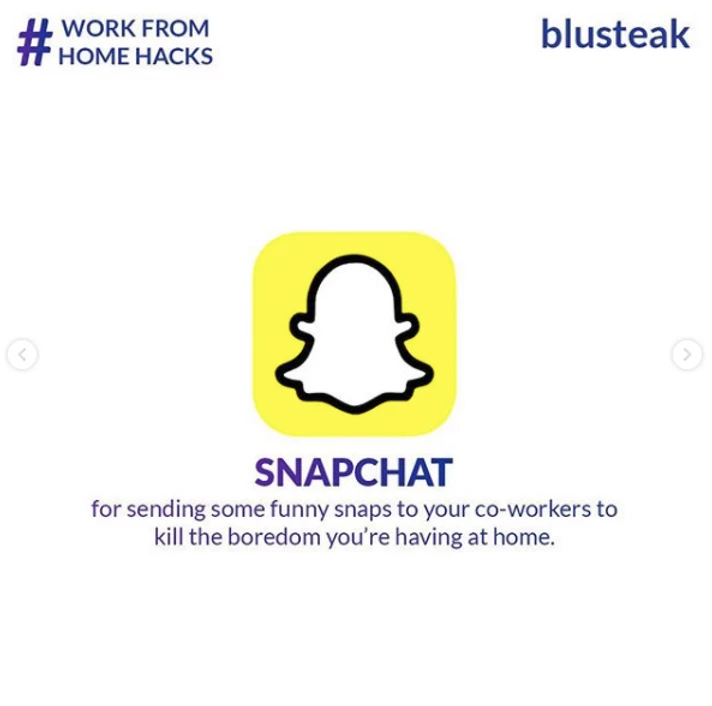 # WORK FROM
HOME HACKS
blusteak
SNAPCHAT
for sending some funny snaps to your co-workers to
kill the boredom you're having at home.